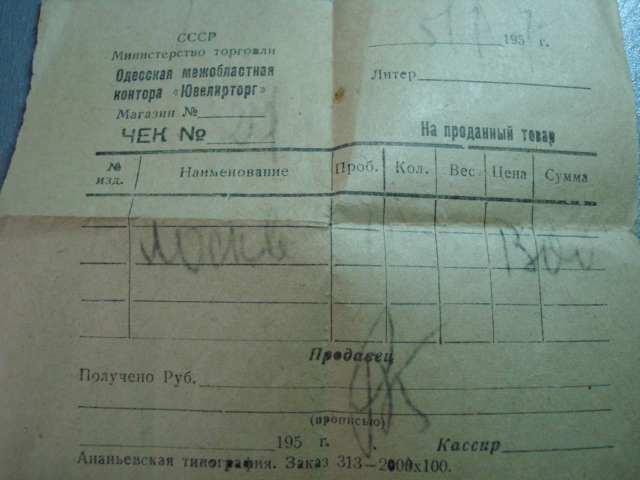 СССР
Министерство торговли
Одесская межобластная
контора «Ювелирторг»
Магазин №
ЧЕК №
195 г.
Литер
На проданный товар
№ изд. Наименование Проб. Кол. Вес Цена Сумма
Продавец
Получено Руб.
(прописью)
195 г. Кассир
Ананьевская типография. Заказ 313—2000х100.